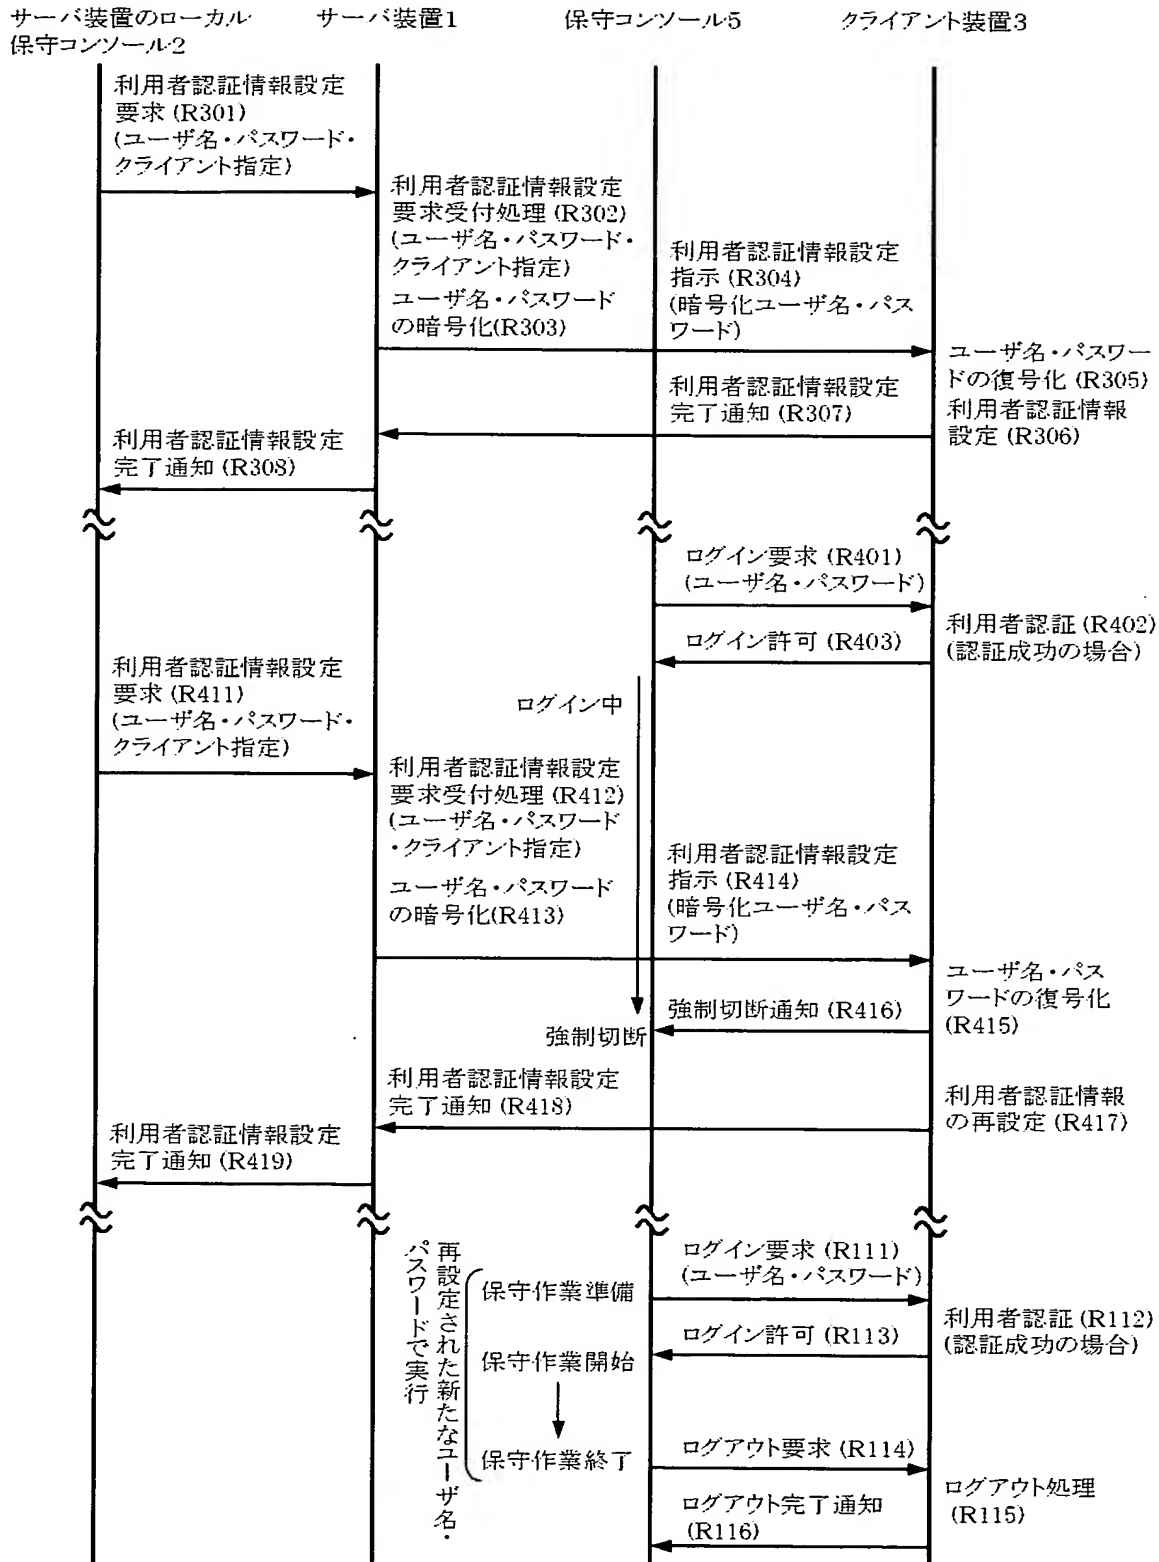 サーバ装置のローカル
保守コンソール2
サーバ装置1
保守コンソール5
クライアント装置3
利用者認証情報設定
要求 (R301)
(ユーザ名・パスワード・
クライアント指定)
利用者認証情報設定
要求受付処理 (R302)
(ユーザ名・パスワード・
クライアント指定)
ユーザ名・パスワード
の暗号化(R303)
利用者認証情報設定
指示 (R304)
(暗号化ユーザ名・パス
ワード)
ユーザ名・パスワー
ドの復号化 (R305)
利用者認証情報
設定 (R306)
利用者認証情報設定
完了通知 (R307)
利用者認証情報設定
完了通知 (R308)
ログイン要求 (R401)
(ユーザ名・パスワード)
利用者認証 (R402)
(認証成功の場合)
ログイン許可 (R403)
ログイン中
利用者認証情報設定
要求 (R411)
(ユーザ名・パスワード・
クライアント指定)
利用者認証情報設定
要求受付処理 (R412)
(ユーザ名・パスワード
・クライアント指定)
ユーザ名・パスワード
の暗号化(R413)
利用者認証情報設定
指示 (R414)
(暗号化ユーザ名・パス
ワード)
ユーザ名・パス
ワードの復号化
(R415)
強制切断通知 (R416)
強制切断
利用者認証情報
の再設定 (R417)
利用者認証情報設定
完了通知 (R418)
利用者認証情報設定
完了通知 (R419)
再設定された新たなユーザ名・
パスワードで実行
保守作業準備
保守作業開始
保守作業終了
ログイン要求 (R111)
(ユーザ名・パスワード)
利用者認証 (R112)
(認証成功の場合)
ログイン許可 (R113)
ログアウト要求 (R114)
ログアウト処理
(R115)
ログアウト完了通知
(R116)